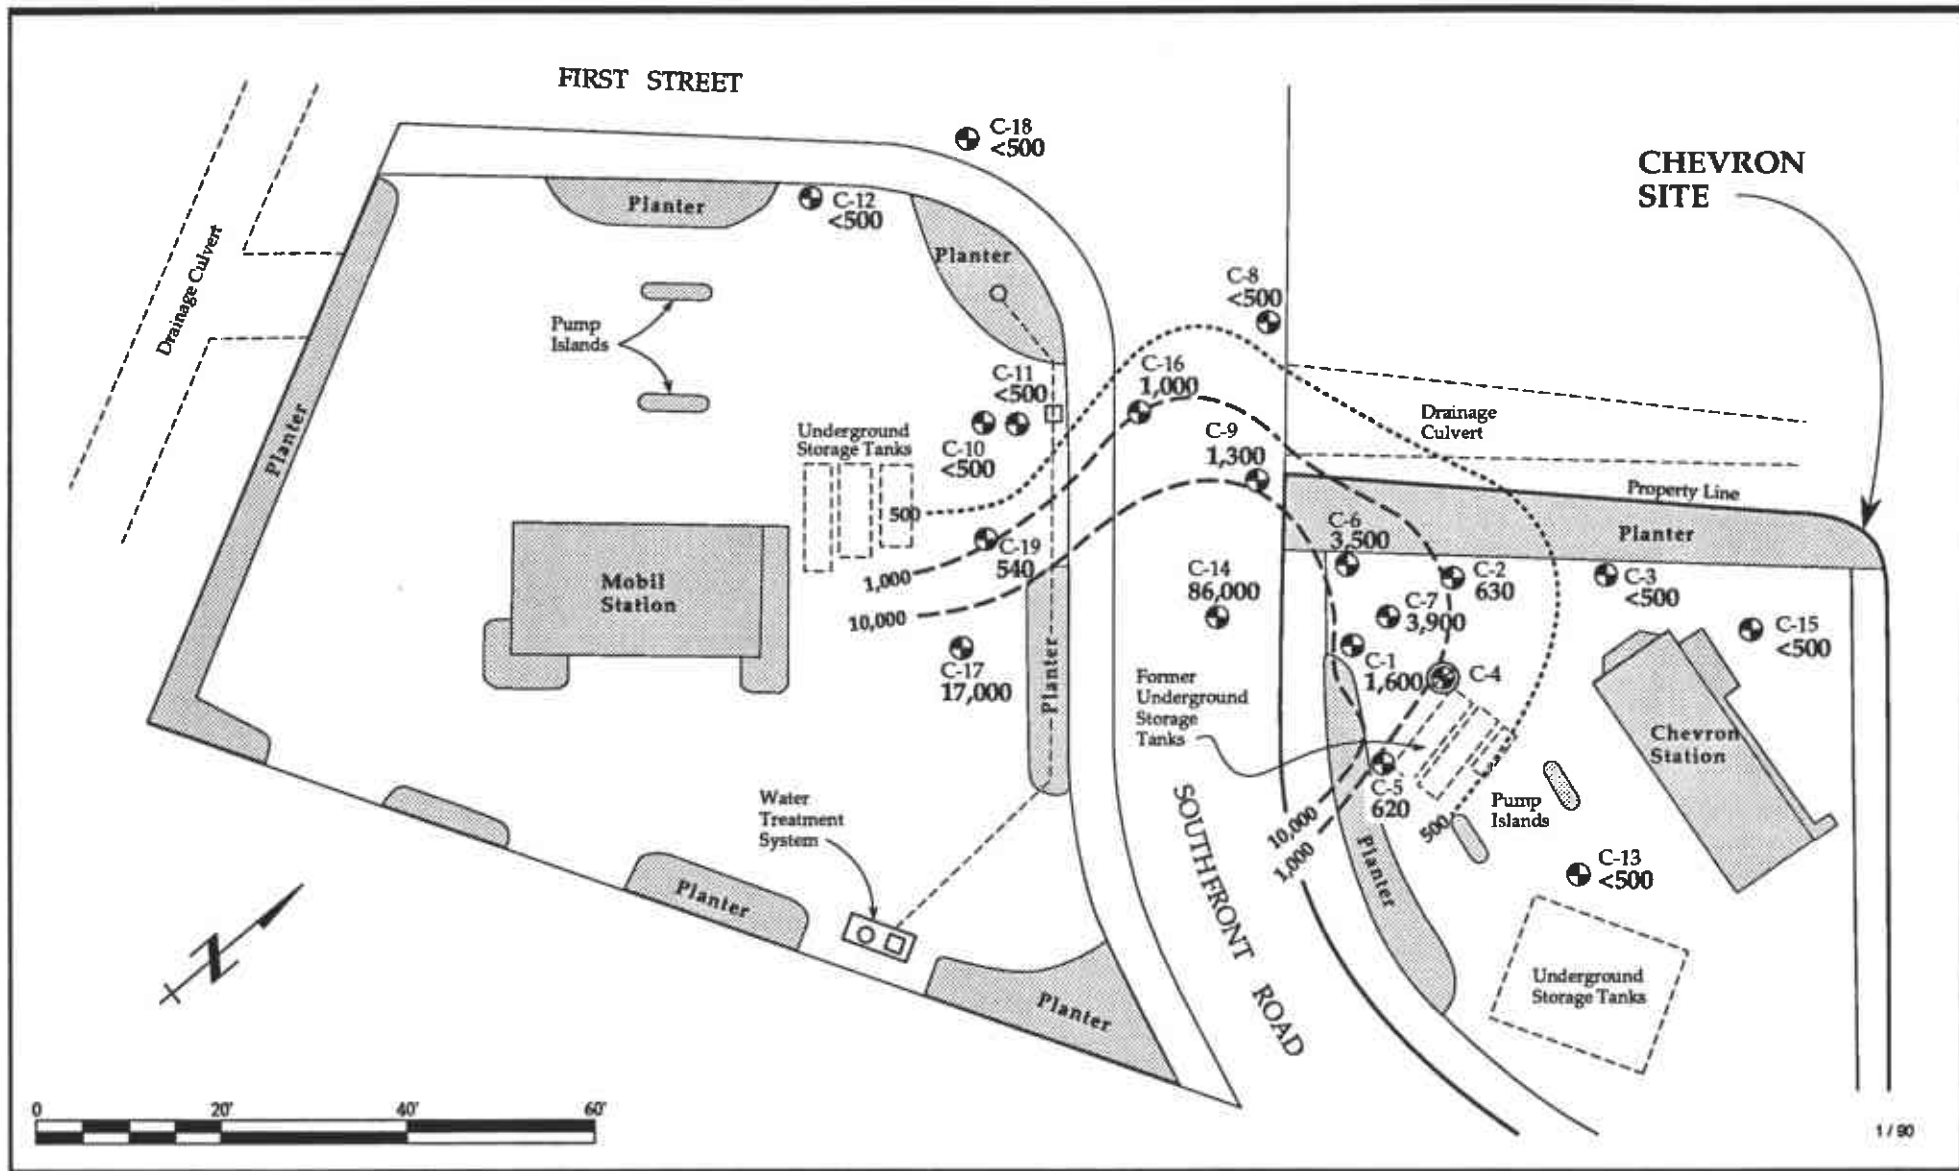 FIRST STREET
C-18
<500
CHEVRON
SITE
Planter
C-12
<500
Drainage Culvert
Planter
C-8
<500
Pump
Islands
C-11
<500
C-16
1,000
Drainage
Culvert
Underground
Storage Tanks
C-10
<500
C-9
1,300
Planter
Property Line
500
C-6
3,500
Planter
C-19
540
1,000
Mobil
Station
C-14
86,000
C-2
630
C-3
<500
10,000
C-7
3,900
C-15
<500
C-17
17,000
Planter
C-1
1,600
C-4
Former
Underground
Storage
Tanks
Chevron
Station
Water
Treatment
System
C-5
620
Pump
Islands
SOUTHFRONT ROAD
10,000
1,000
500
Planter
C-13
<500
Planter
N
Underground
Storage Tanks
Planter
0 20' 40' 60'
1 / 90